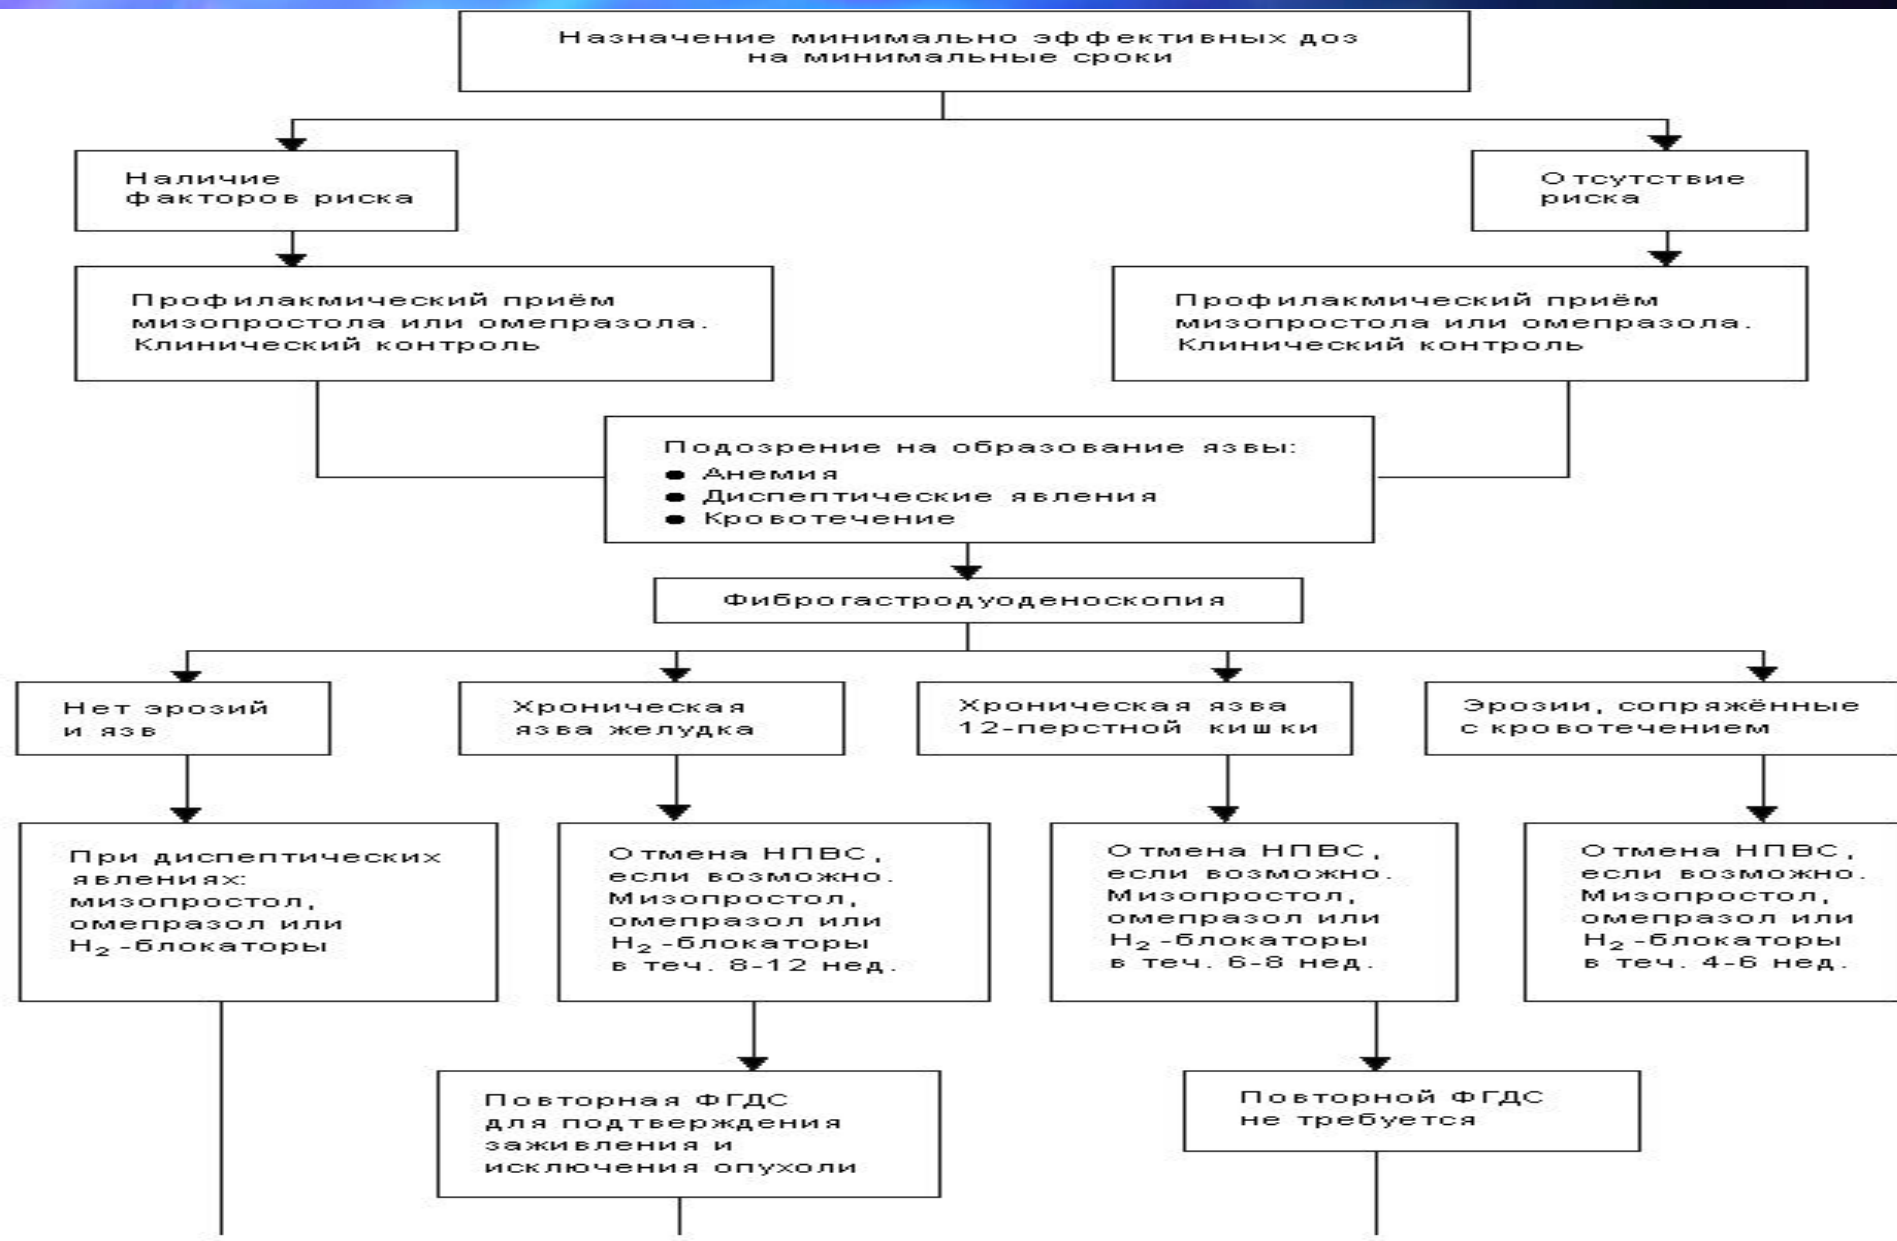 Назначение минимально эффективных доз
на минимальные сроки
Наличие
факторов риска
Отсутствие
риска
Профилакмический приём
мизопростола или омепразола.
Клинический контроль
Профилакмический приём
мизопростола или омепразола.
Клинический контроль
Подозрение на образование язвы:
● Анемия
● Диспептические явления
● Кровотечение
Фиброгастродуоденоскопия
Нет эрозий
и язв
Хроническая
язва желудка
Хроническая язва
12-перстной кишки
Эрозии, сопряжённые
с кровотечением
При диспептических
явлениях:
мизопростол,
омепразол или
H₂-блокаторы
Отмена НПВС,
если возможно.
Мизопростол,
омепразол или
H₂-блокаторы
в теч. 8-12 нед.
Отмена НПВС,
если возможно.
Мизопростол,
омепразол или
H₂-блокаторы
в теч. 6-8 нед.
Отмена НПВС,
если возможно.
Мизопростол,
омепразол или
H₂-блокаторы
в теч. 4-6 нед.
Повторная ФГДС
для подтверждения
заживления и
исключения опухоли
Повторной ФГДС
не требуется